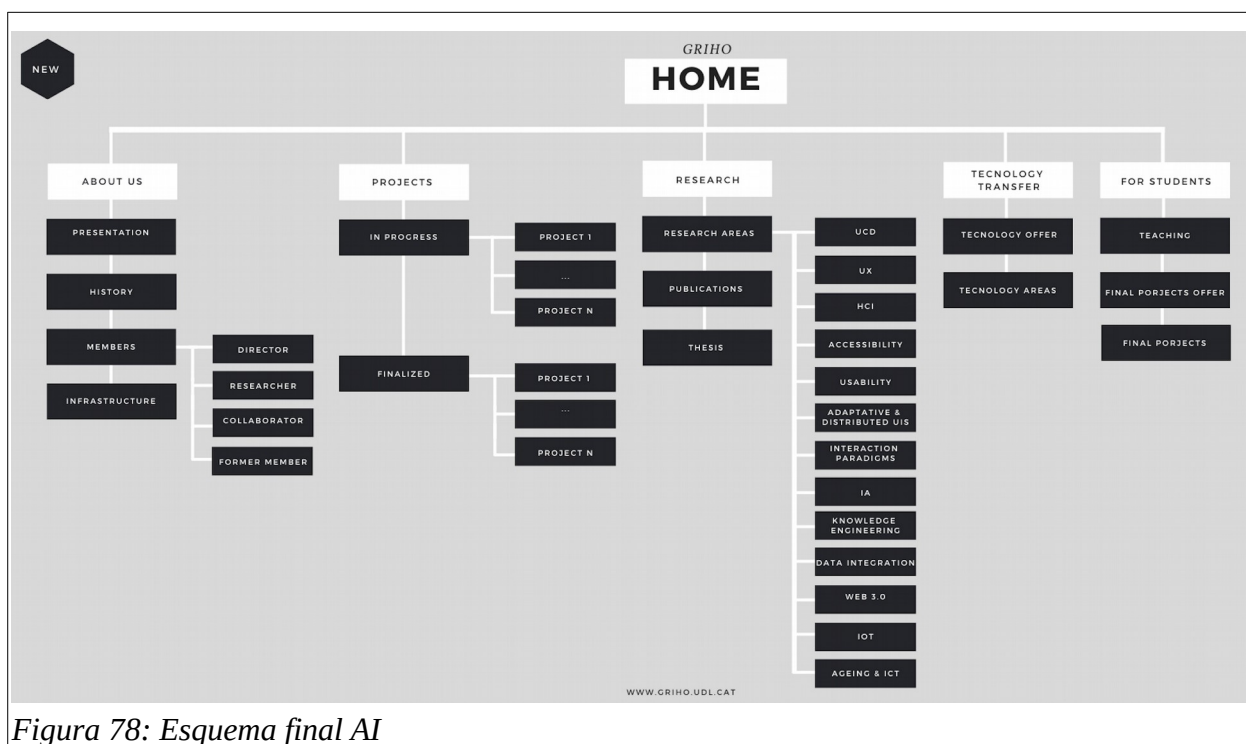 NEW
GRIHO
HOME
ABOUT US
PRESENTATION
HISTORY
MEMBERS
DIRECTOR
RESEARCHER
COLLABORATOR
FORMER MEMBER
INFRASTRUCTURE
PROJECTS
IN PROGRESS
PROJECT 1
...
PROJECT N
FINALIZED
PROJECT 1
...
PROJECT N
RESEARCH
RESEARCH AREAS
UCD
UX
HCI
ACCESSIBILITY
USABILITY
ADAPTATIVE &
DISTRIBUTED UIS
INTERACTION
PARADIGMS
IA
KNOWLEDGE
ENGINEERING
DATA INTEGRATION
WEB 3.0
IOT
AGEING & ICT
PUBLICATIONS
THESIS
TECNOLOGY
TRANSFER
TECNOLOGY OFFER
TECNOLOGY AREAS
FOR STUDENTS
TEACHING
FINAL PORJECTS OFFER
FINAL PORJECTS
WWW.GRIHO.UDL.CAT
Figura 78: Esquema final AI